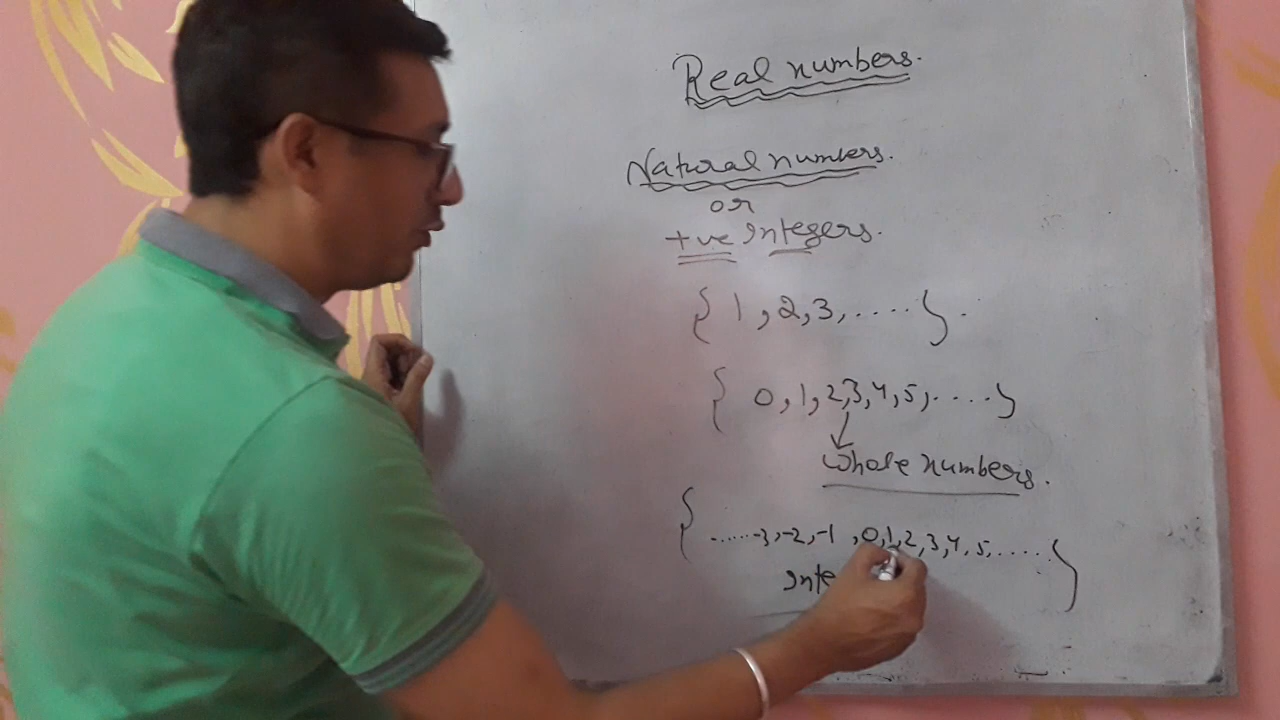 Real numbers.
Natural numbers.
or
+ve Integers.
{ 1, 2, 3, ..... }.
{ 0, 1, 2, 3, 4, 5, ..... }
Whole numbers.
{ ......-3, -2, -1, 0, 1, 2, 3, 4, 5, ..... }
Inte